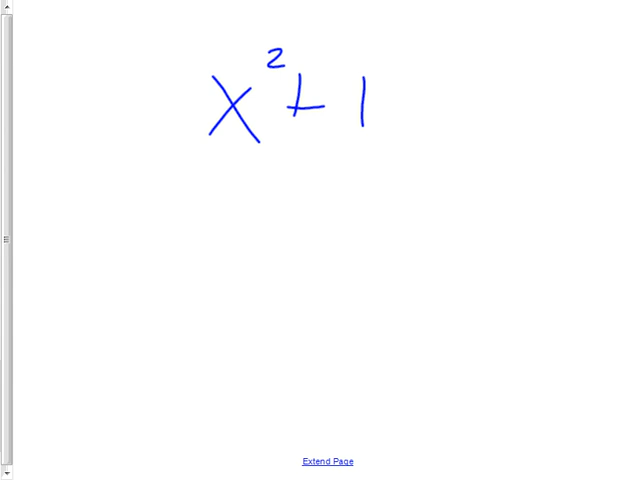 x² + 1
Extend Page